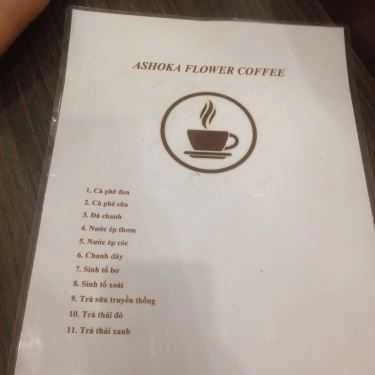 ASHOKA FLOWER COFFEE
1. Cà phê đen
2. Cà phê sữa
3. Đá chanh
4. Nước ép thơm
5. Nước ép cóc
6. Chanh dây
7. Sinh tố bơ
8. Sinh tố xoài
9. Trà sữa truyền thống
10. Trà thái đỏ
11. Trà thái xanh